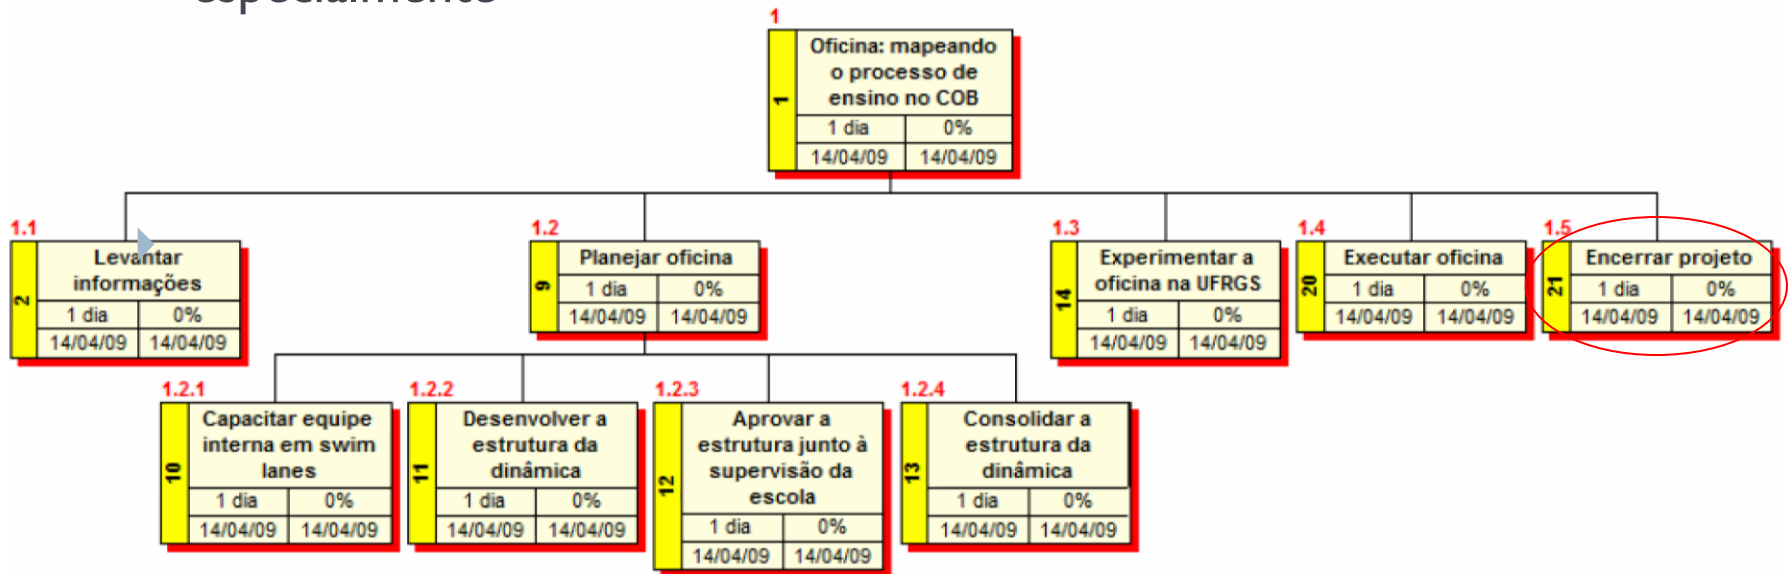 especialmente
1
Oficina: mapeando
o processo de
ensino no COB
1
1 dia 0%
14/04/09 14/04/09
1.1
Levantar
informações
2
1 dia 0%
14/04/09 14/04/09
1.2
Planejar oficina
9
1 dia 0%
14/04/09 14/04/09
1.3
Experimentar a
oficina na UFRGS
14
1 dia 0%
14/04/09 14/04/09
1.4
Executar oficina
20
1 dia 0%
14/04/09 14/04/09
1.5
Encerrar projeto
21
1 dia 0%
14/04/09 14/04/09
1.2.1
Capacitar equipe
interna em swim
lanes
10
1 dia 0%
14/04/09 14/04/09
1.2.2
Desenvolver a
estrutura da
dinâmica
11
1 dia 0%
14/04/09 14/04/09
1.2.3
Aprovar a
estrutura junto à
supervisão da
escola
12
1 dia 0%
14/04/09 14/04/09
1.2.4
Consolidar a
estrutura da
dinâmica
13
1 dia 0%
14/04/09 14/04/09